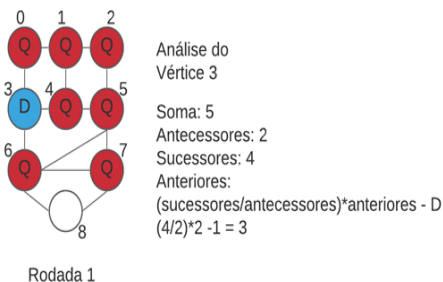 0 1 2
Q Q Q
Análise do
Vértice 3
3 4 5
D Q Q
Soma: 5
Antecessores: 2
Sucessores: 4
6 7
Q Q
Anteriores:
(sucessores/antecessores)*anteriores - D
(4/2)*2 -1 = 3
8
Rodada 1